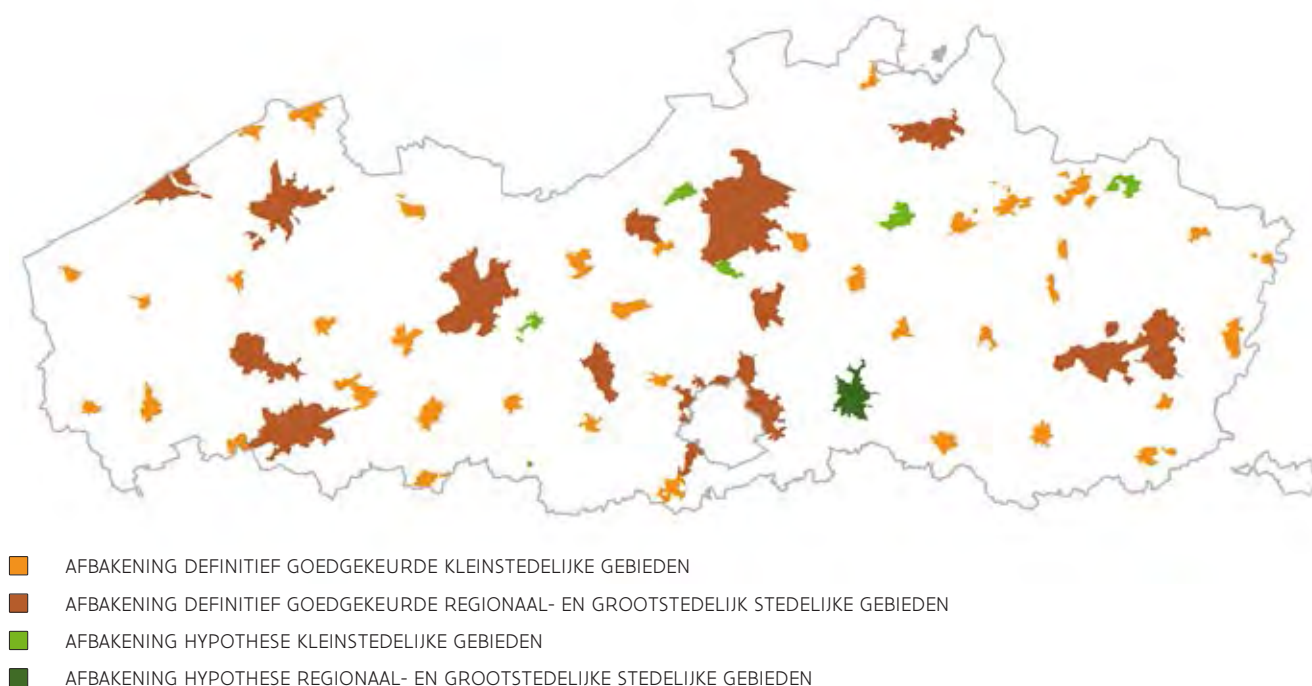 AFBAKENING DEFINITIEF GOEDGEKEURDE KLEINSTEDELIJKE GEBIEDEN
AFBAKENING DEFINITIEF GOEDGEKEURDE REGIONAAL- EN GROOTSTEDELIJK STEDELIJKE GEBIEDEN
AFBAKENING HYPOTHESE KLEINSTEDELIJKE GEBIEDEN
AFBAKENING HYPOTHESE REGIONAAL- EN GROOTSTEDELIJKE STEDELIJKE GEBIEDEN